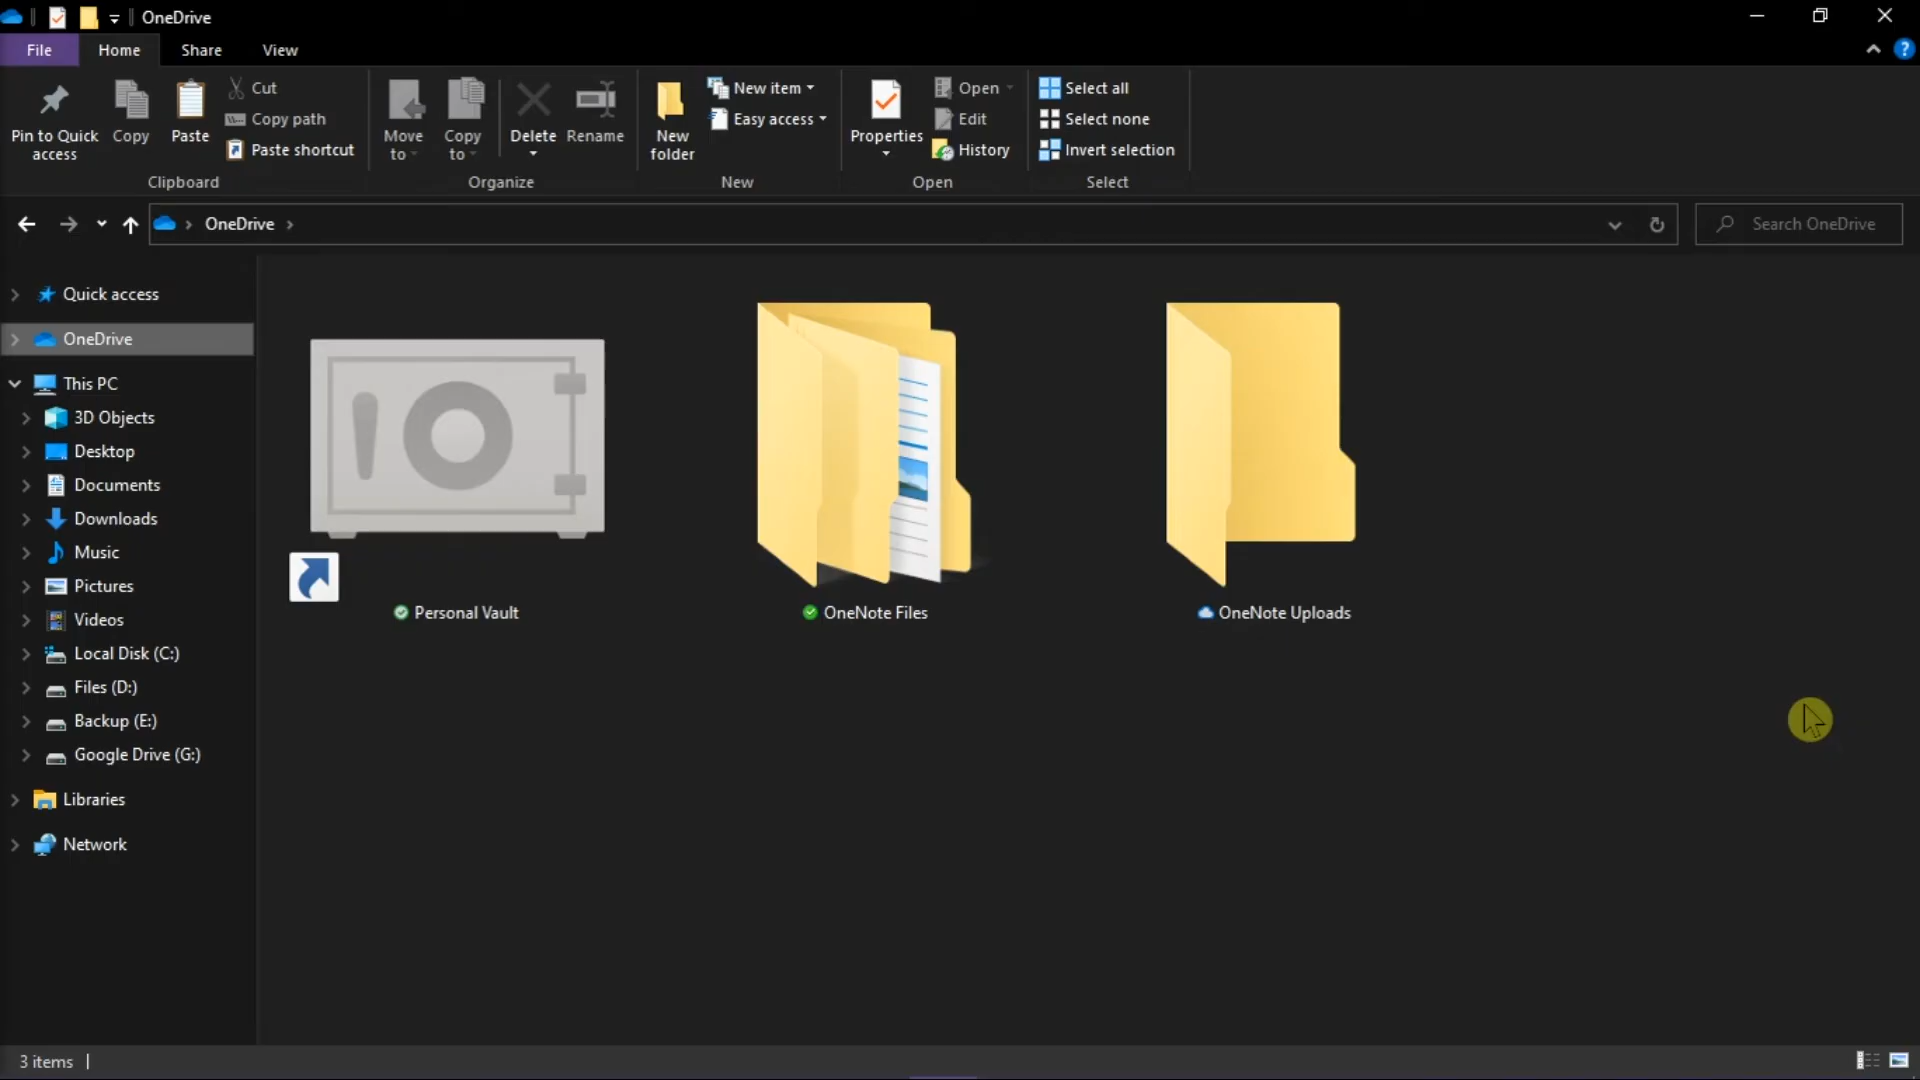 OneDrive
File
Home
Share
View
Pin to Quick
access
Copy
Paste
Cut
Copy path
Paste shortcut
Clipboard
Move
to
Copy
to
Delete
Rename
Organize
New
folder
New item
Easy access
New
Properties
Open
Edit
History
Open
Select all
Select none
Invert selection
Select
OneDrive
Search OneDrive
Quick access
OneDrive
This PC
3D Objects
Desktop
Documents
Downloads
Music
Pictures
Videos
Local Disk (C:)
Files (D:)
Backup (E:)
Google Drive (G:)
Libraries
Network
Personal Vault
OneNote Files
OneNote Uploads
3 items